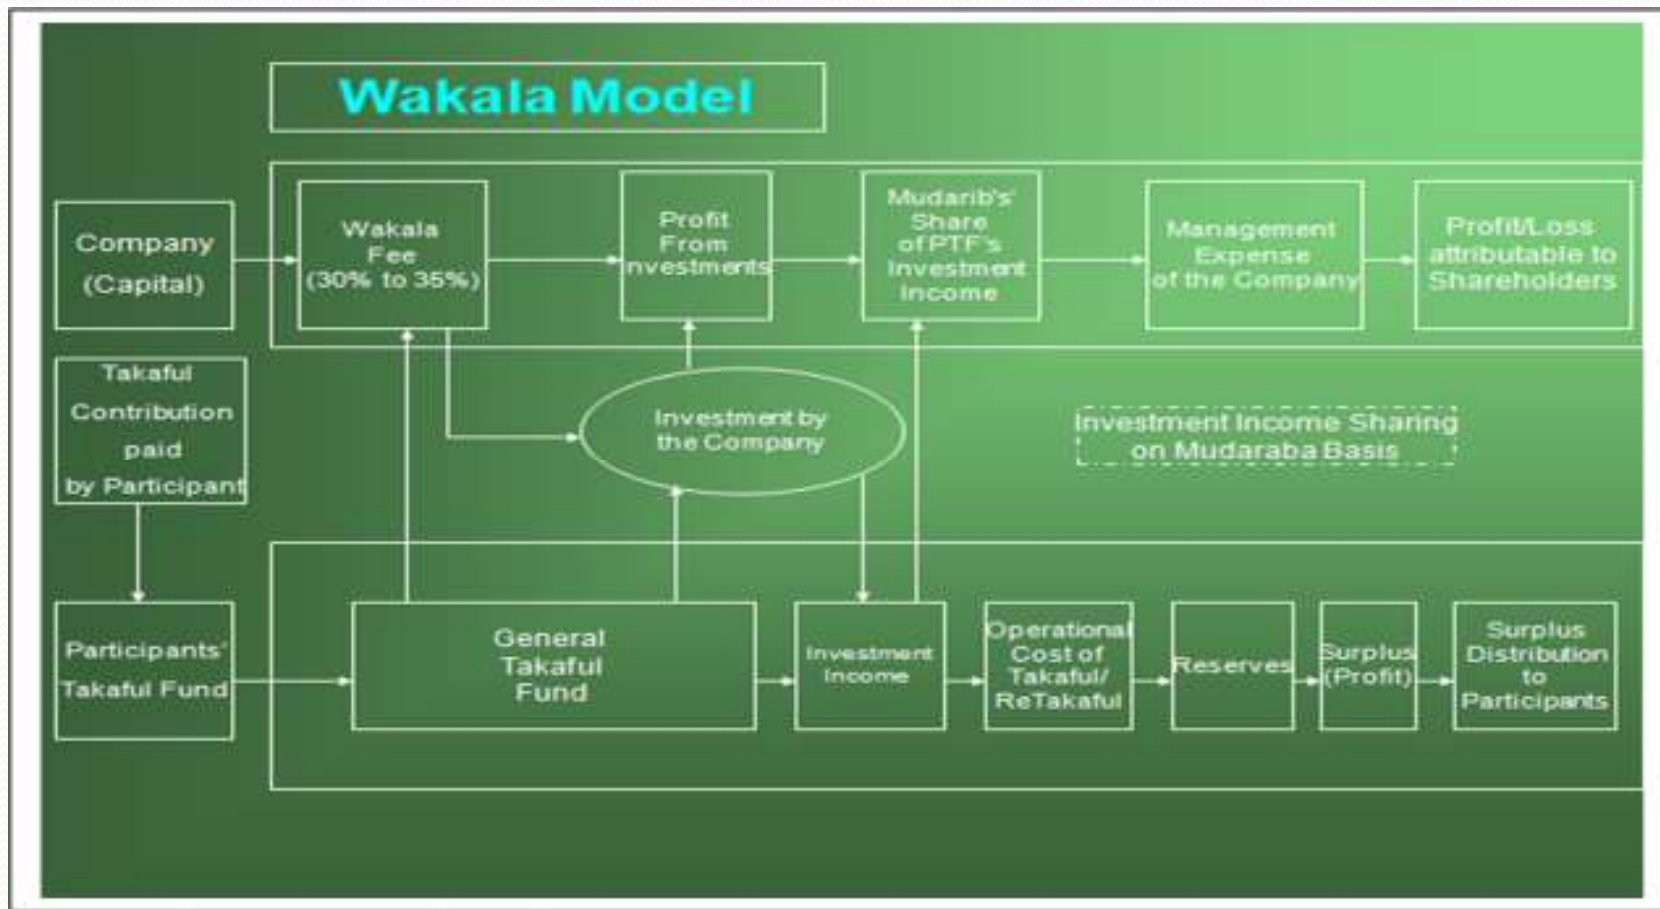 Wakala Model
Company
(Capital)
Wakala
Fee
(30% to 35%)
Profit
From
Investments
Mudarib's'
Share
of PTF's
Investment
Income
Management
Expense
of the Company
Profit/Loss
attributable to
Shareholders
Takaful
Contribution
paid
by Participant
Investment by
the Company
Investment Income Sharing
on Mudaraba Basis
Participants'
Takaful Fund
General
Takaful
Fund
Investment
Income
Operational
Cost of
Takaful/
ReTakaful
Reserves
Surplus
(Profit)
Surplus
Distribution
to
Participants